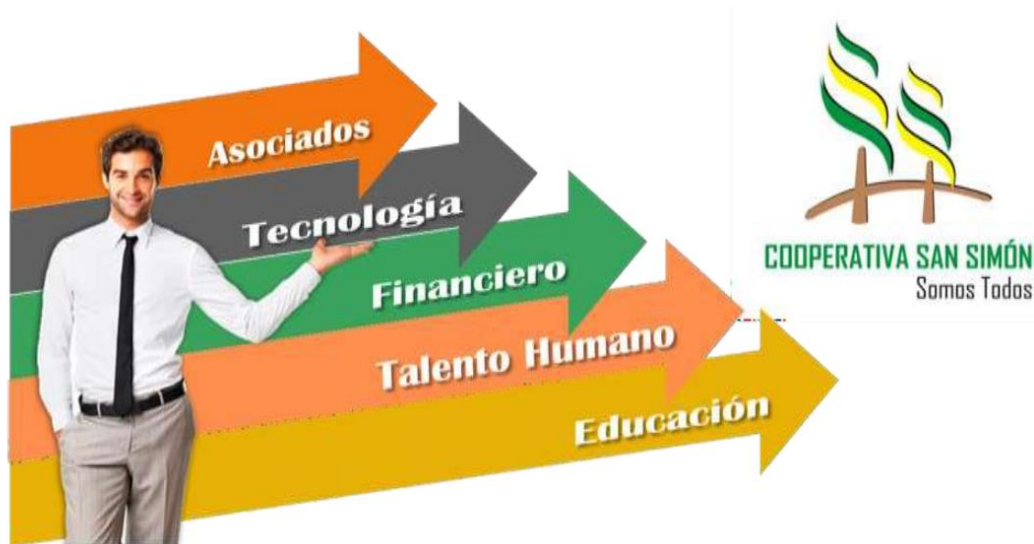 Asociados
Tecnología
Financiero
Talento Humano
Educación
COOPERATIVA SAN SIMÓN
Somos Todos